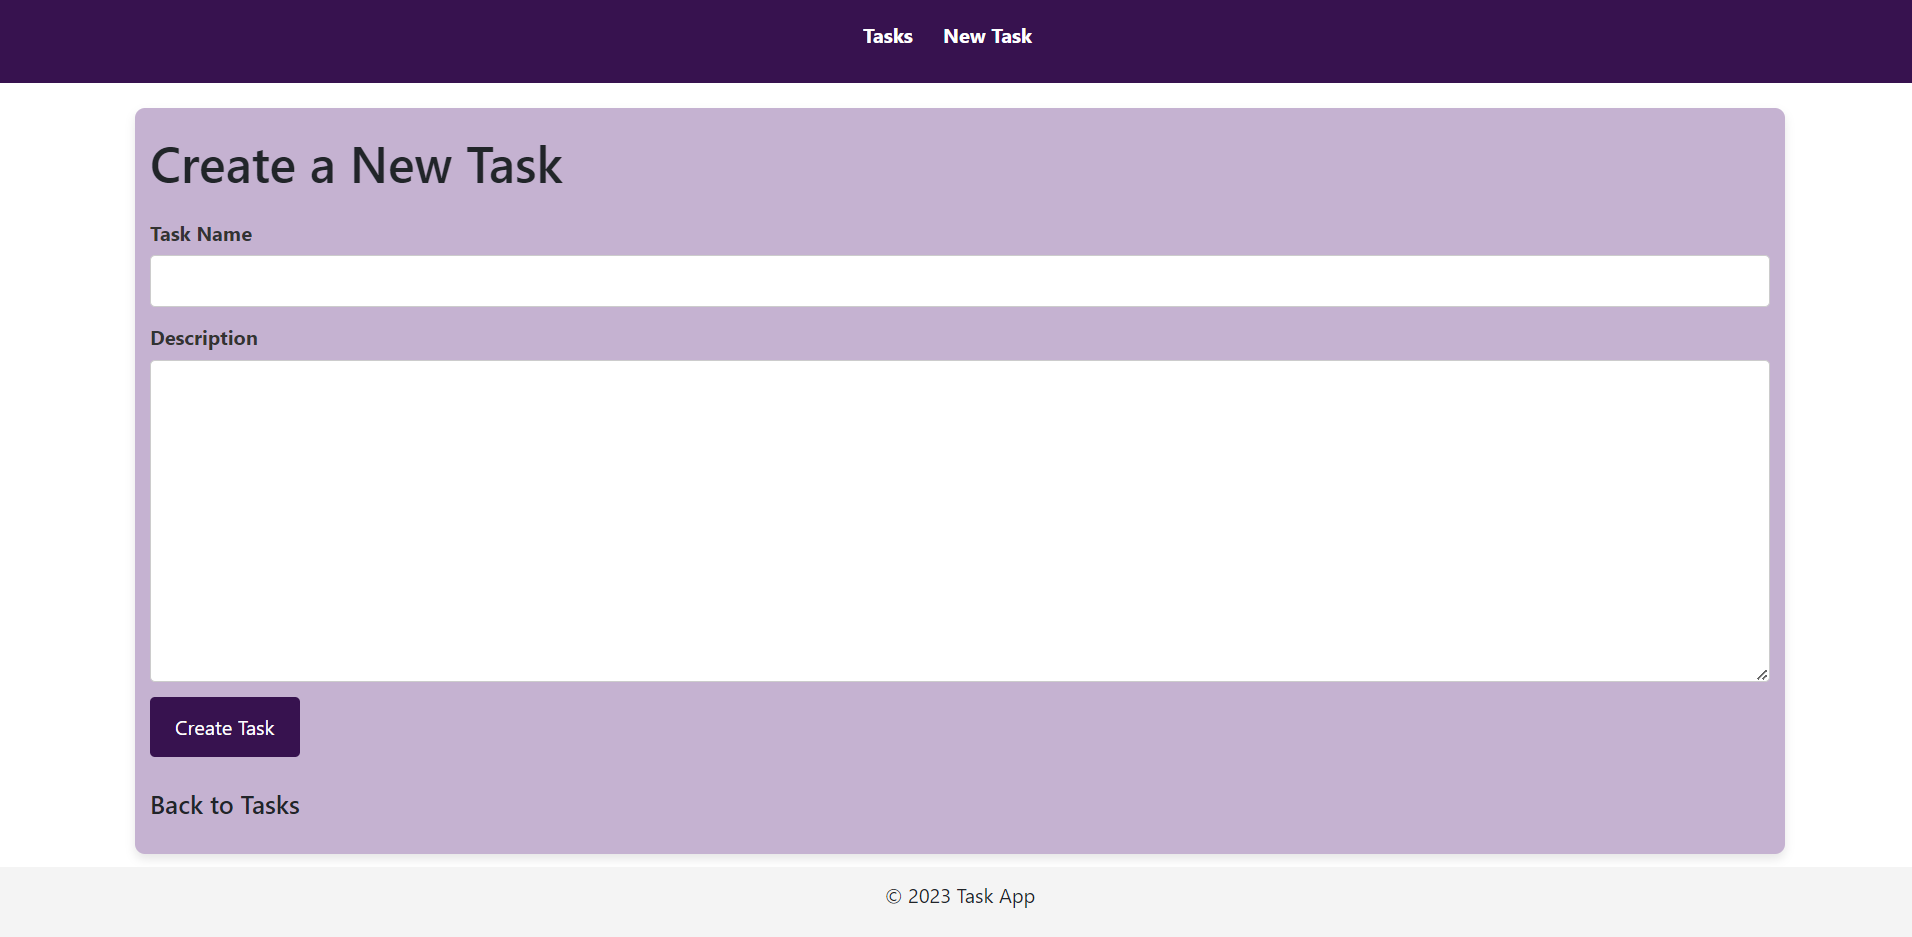 Tasks New Task
Create a New Task
Task Name
Description
Create Task
Back to Tasks
© 2023 Task App